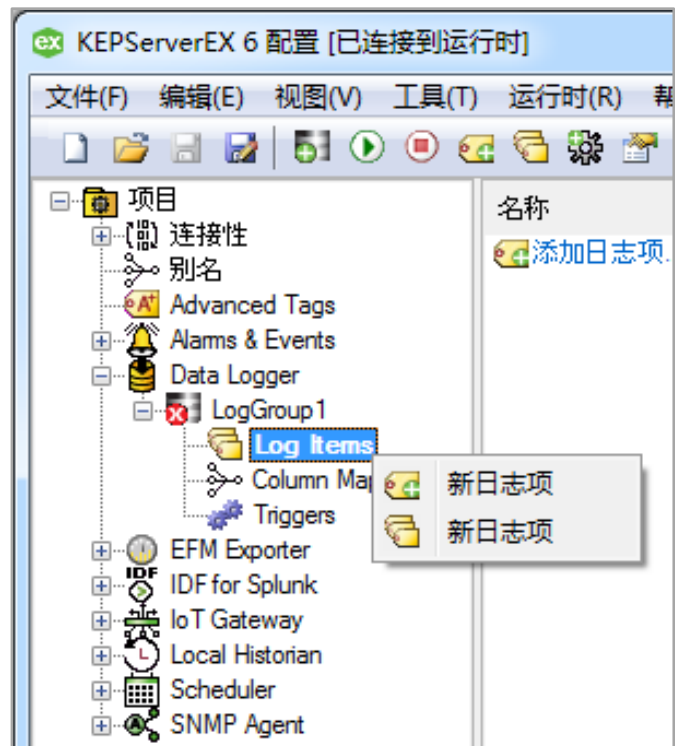 KEPServerEX 6 配置 [已连接到运行时]
文件(F) 编辑(E) 视图(V) 工具(T) 运行时(R)
项目
名称
连接性
添加日志项..
别名
Advanced Tags
Alarms & Events
Data Logger
LogGroup1
Log Items
Column Map
新日志项
Triggers
新日志项
EFM Exporter
IDF for Splunk
IoT Gateway
Local Historian
Scheduler
SNMP Agent